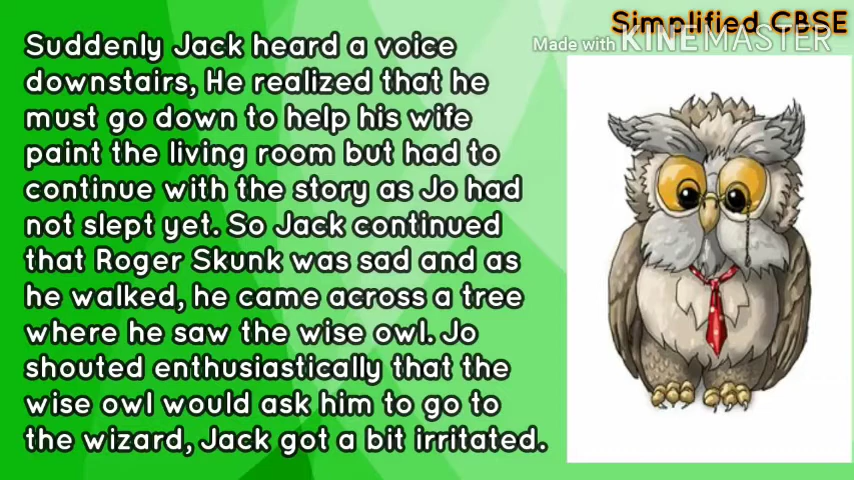 Simplified CBSE
Made with KINEMASTER
Suddenly Jack heard a voice
downstairs, He realized that he
must go down to help his wife
paint the living room but had to
continue with the story as Jo had
not slept yet. So Jack continued
that Roger Skunk was sad and as
he walked, he came across a tree
where he saw the wise owl. Jo
shouted enthusiastically that the
wise owl would ask him to go to
the wizard, Jack got a bit irritated.